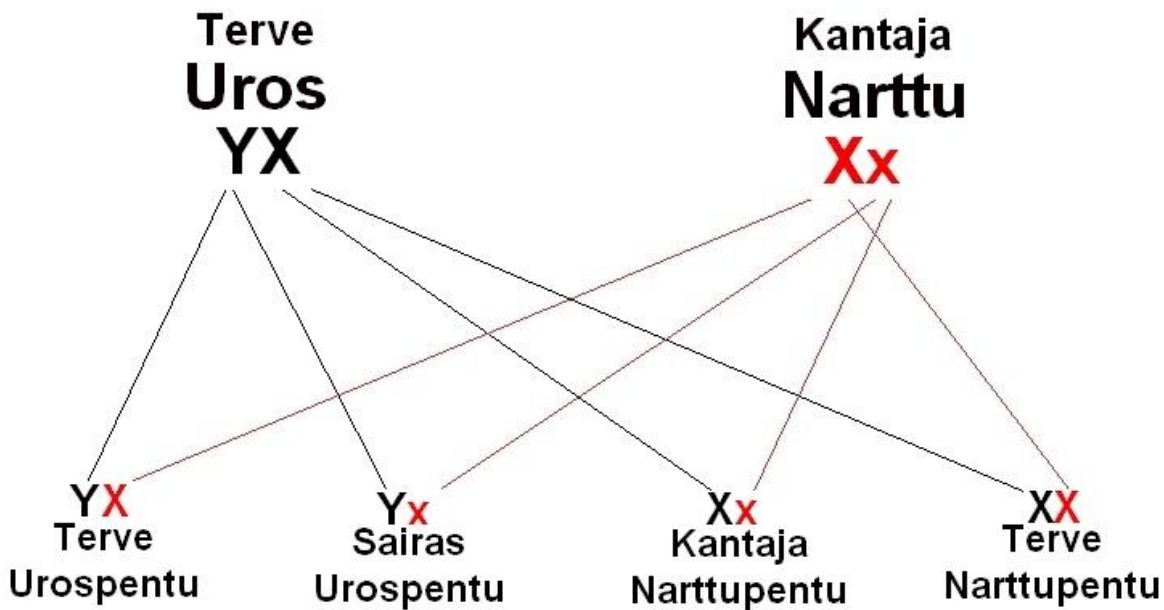 Terve
Uros
YX
Kantaja
Narttu
Xx
YX
Terve
Urospentu
Yx
Sairas
Urospentu
Xx
Kantaja
Narttupentu
XX
Terve
Narttupentu